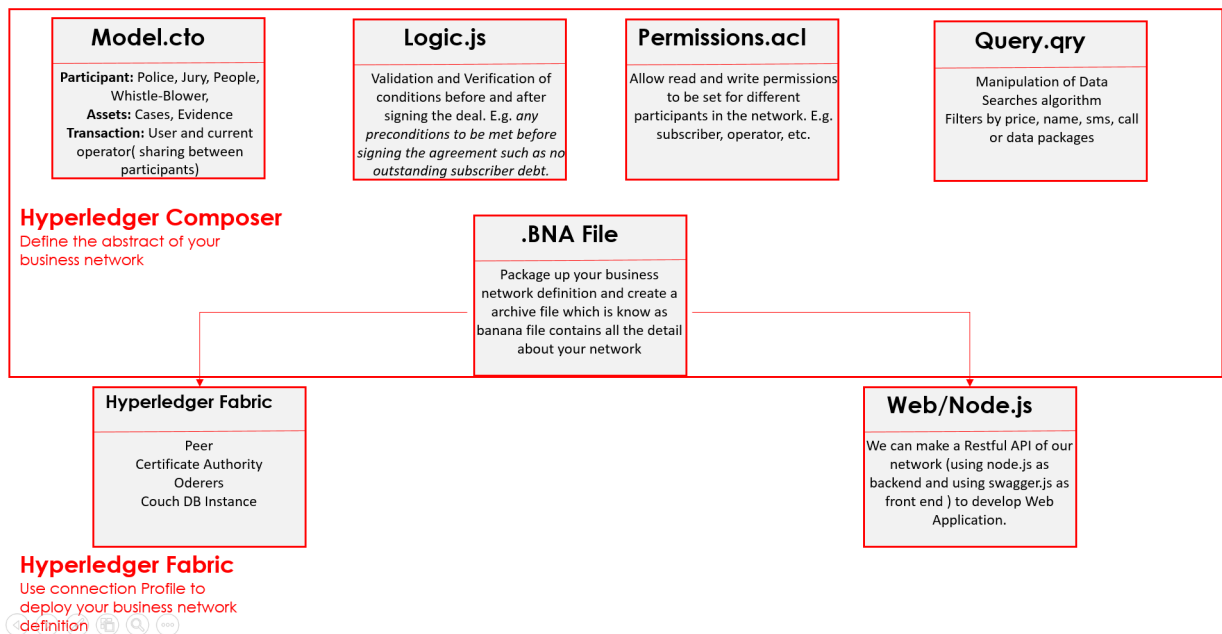 Model.cto
Participant: Police, Jury, People,
Whistle-Blower,
Assets: Cases, Evidence
Transaction: User and current
operator( sharing between
participants)
Logic.js
Validation and Verification of
conditions before and after
signing the deal. E.g. any
preconditions to be met before
signing the agreement such as no
outstanding subscriber debt.
Permissions.acl
Allow read and write permissions
to be set for different
participants in the network. E.g.
subscriber, operator, etc.
Query.qry
Manipulation of Data
Searches algorithm
Filters by price, name, sms, call
or data packages
Hyperledger Composer
Define the abstract of your
business network
.BNA File
Package up your business
network definition and create a
archive file which is know as
banana file contains all the detail
about your network
Hyperledger Fabric
Peer
Certificate Authority
Oderers
Couch DB Instance
Web/Node.js
We can make a Restful API of our
network (using node.js as
backend and using swagger.js as
front end ) to develop Web
Application.
Hyperledger Fabric
Use connection Profile to
deploy your business network
definition